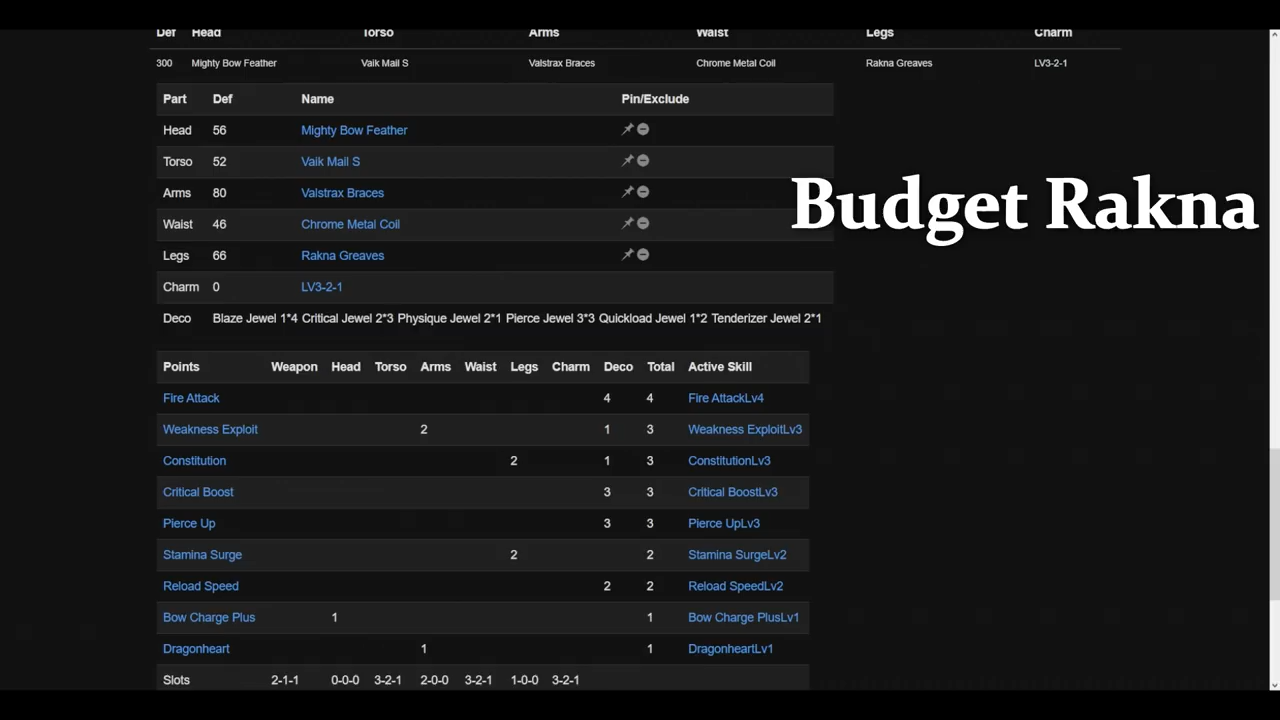 Def Head Torso Arms Waist Legs Charm
300 Mighty Bow Feather Vaik Mail S Valstrax Braces Chrome Metal Coil Rakna Greaves LV3-2-1
Part Def Name Pin/Exclude
Head 56 Mighty Bow Feather
Torso 52 Vaik Mail S
Arms 80 Valstrax Braces
Budget Rakna
Waist 46 Chrome Metal Coil
Legs 66 Rakna Greaves
Charm 0 LV3-2-1
Deco Blaze Jewel 1*4 Critical Jewel 2*3 Physique Jewel 2*1 Pierce Jewel 3*3 Quickload Jewel 1*2 Tenderizer Jewel 2*1
Points Weapon Head Torso Arms Waist Legs Charm Deco Total Active Skill
Fire Attack 4 4 Fire AttackLv4
Weakness Exploit 2 1 3 Weakness ExploitLv3
Constitution 2 1 3 ConstitutionLv3
Critical Boost 3 3 Critical BoostLv3
Pierce Up 3 3 Pierce UpLv3
Stamina Surge 2 2 Stamina SurgeLv2
Reload Speed 2 2 Reload SpeedLv2
Bow Charge Plus 1 1 Bow Charge PlusLv1
Dragonheart 1 1 DragonheartLv1
Slots 2-1-1 0-0-0 3-2-1 2-0-0 3-2-1 1-0-0 3-2-1